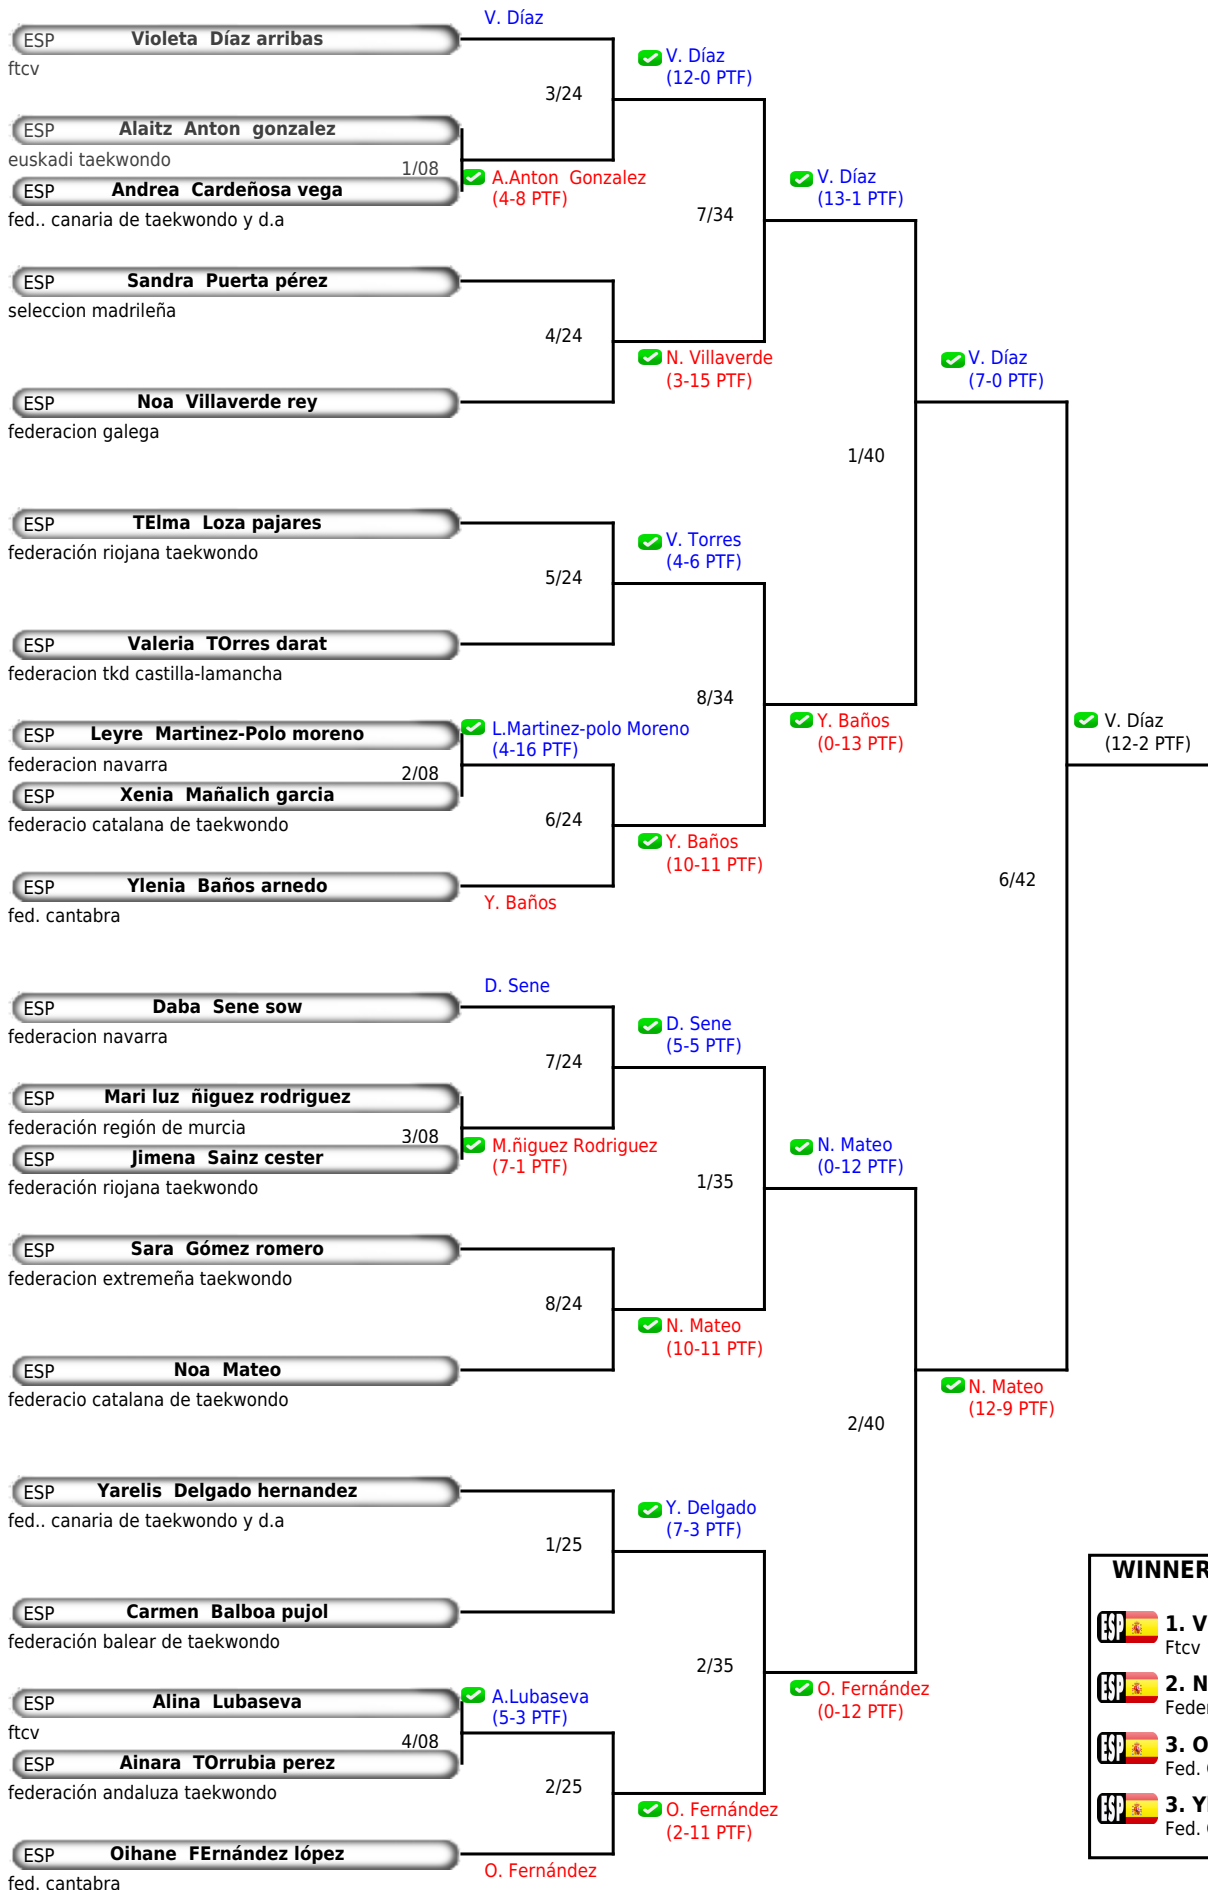 V. Díaz
ESP Violeta Díaz arribas
ftcv
V. Díaz
(12-0 PTF)
3/24
ESP Alaitz Anton gonzalez
euskadi taekwondo
1/08
A.Anton Gonzalez
(4-8 PTF)
ESP Andrea Cardeñosa vega
fed.. canaria de taekwondo y d.a
V. Díaz
(13-1 PTF)
7/34
ESP Sandra Puerta pérez
seleccion madrileña
4/24
N. Villaverde
(3-15 PTF)
V. Díaz
(7-0 PTF)
ESP Noa Villaverde rey
federacion galega
1/40
ESP TElma Loza pajares
federación riojana taekwondo
V. Torres
(4-6 PTF)
5/24
ESP Valeria TOrres darat
federacion tkd castilla-lamancha
8/34
ESP Leyre Martinez-Polo moreno
federacion navarra
L.Martinez-polo Moreno
(4-16 PTF)
Y. Baños
(0-13 PTF)
V. Díaz
(12-2 PTF)
2/08
ESP Xenia Mañalich garcia
federacio catalana de taekwondo
6/24
Y. Baños
(10-11 PTF)
6/42
ESP Ylenia Baños arnedo
fed. cantabra
Y. Baños
D. Sene
ESP Daba Sene sow
federacion navarra
D. Sene
(5-5 PTF)
7/24
ESP Mari luz ñiguez rodriguez
federación región de murcia
3/08
M.ñiguez Rodriguez
(7-1 PTF)
N. Mateo
(0-12 PTF)
ESP Jimena Sainz cester
federación riojana taekwondo
1/35
ESP Sara Gómez romero
federacion extremeña taekwondo
8/24
N. Mateo
(10-11 PTF)
ESP Noa Mateo
federacio catalana de taekwondo
N. Mateo
(12-9 PTF)
2/40
ESP Yarelis Delgado hernandez
fed.. canaria de taekwondo y d.a
Y. Delgado
(7-3 PTF)
1/25
ESP Carmen Balboa pujol
federación balear de taekwondo
2/35
ESP Alina Lubaseva
ftcv
A.Lubaseva
(5-3 PTF)
O. Fernández
(0-12 PTF)
4/08
ESP Ainara TOrrubia perez
federación andaluza taekwondo
2/25
O. Fernández
(2-11 PTF)
ESP Oihane FErnández lópez
fed. cantabra
O. Fernández
WINNER
ESP 1. V
Ftcv
ESP 2. N
Feder
ESP 3. O
Fed.
ESP 3. Yl
Fed.